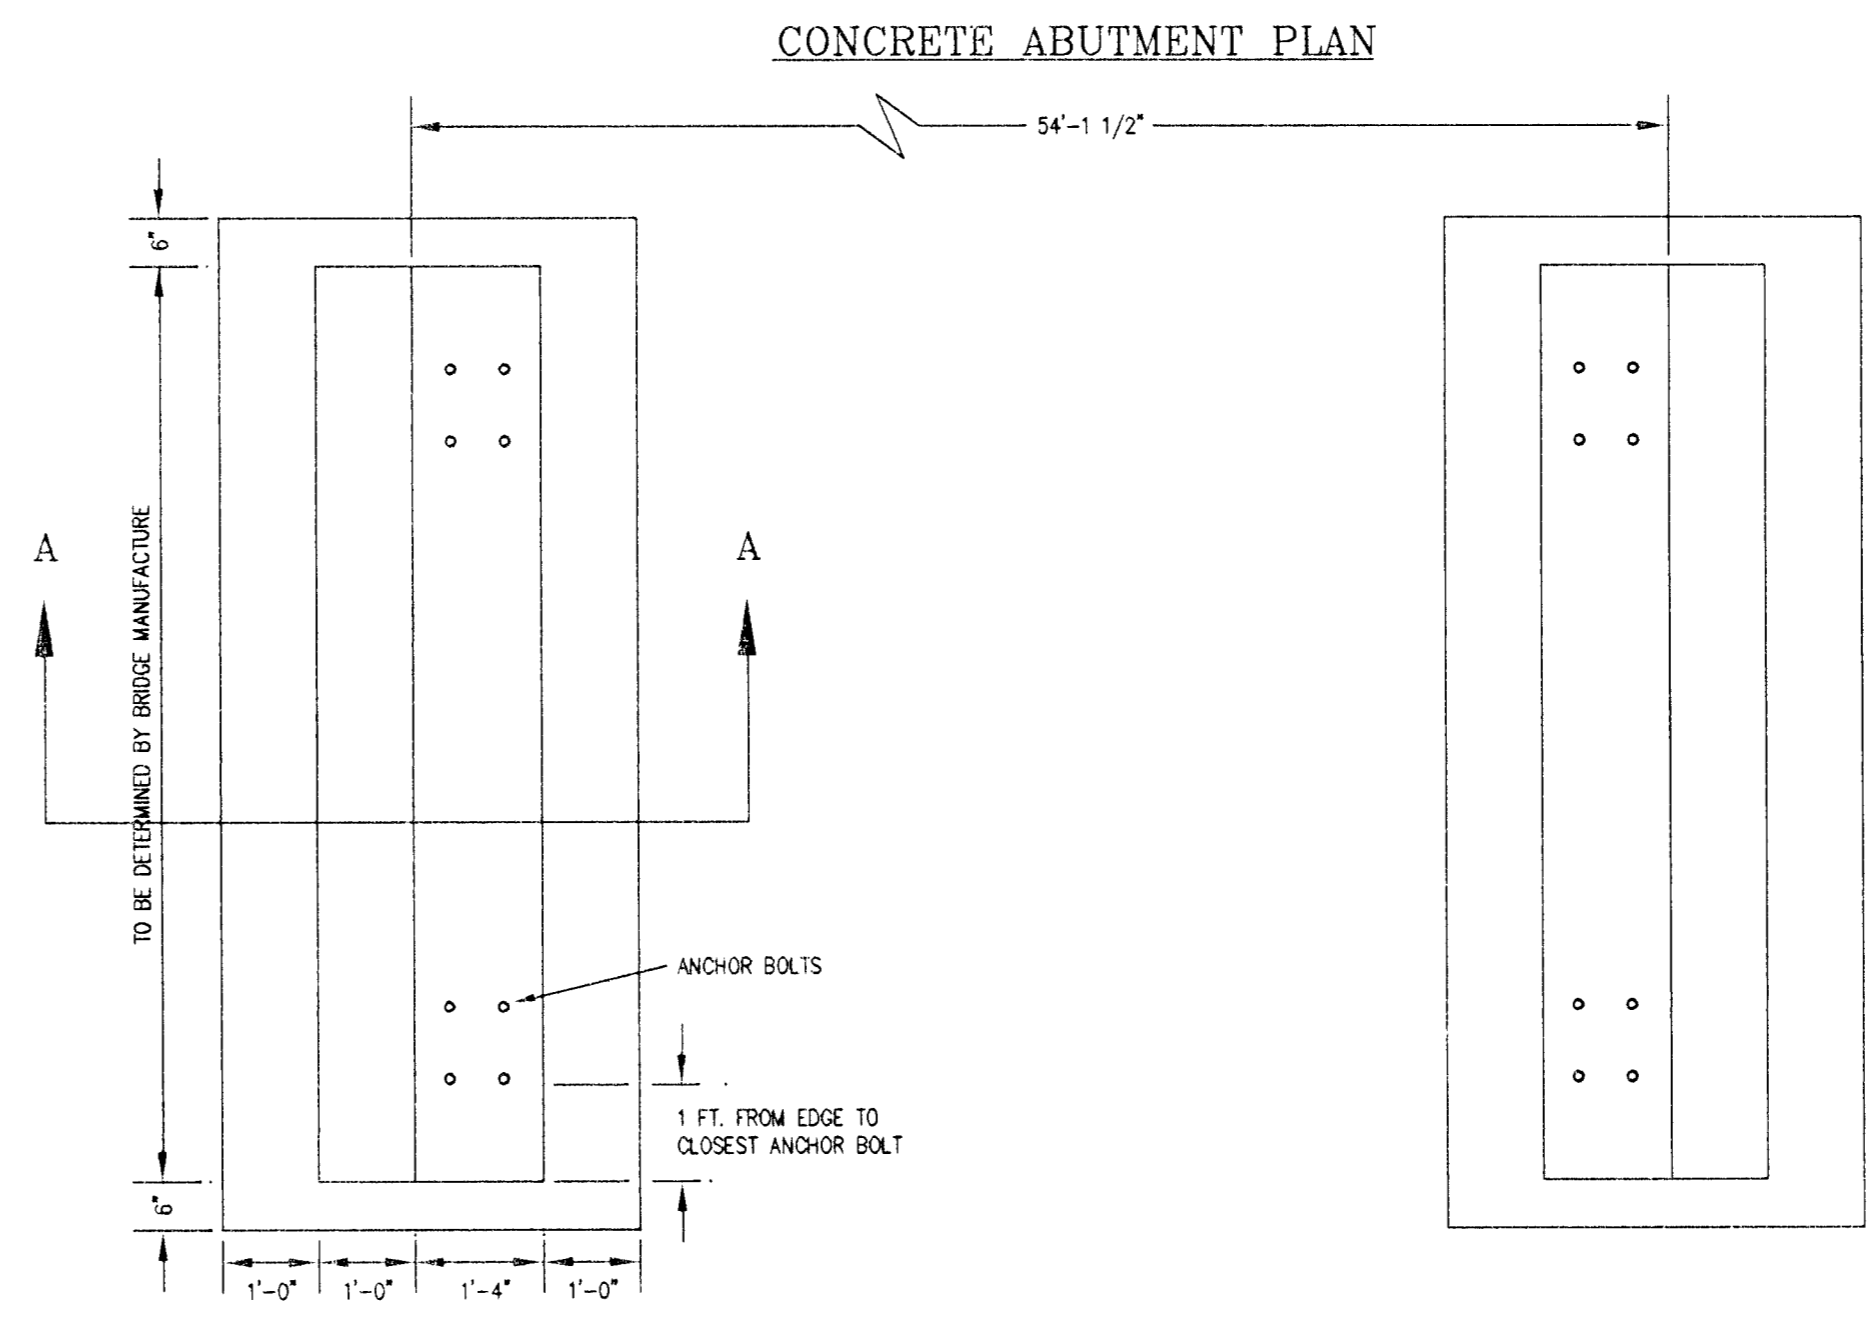 CONCRETE ABUTMENT PLAN
54'-1 1/2"
6"
A
A
TO BE DETERMINED BY BRIDGE MANUFACTURE
ANCHOR BOLTS
1 FT. FROM EDGE TO
CLOSEST ANCHOR BOLT
6"
1'-0" 1'-0" 1'-4" 1'-0"